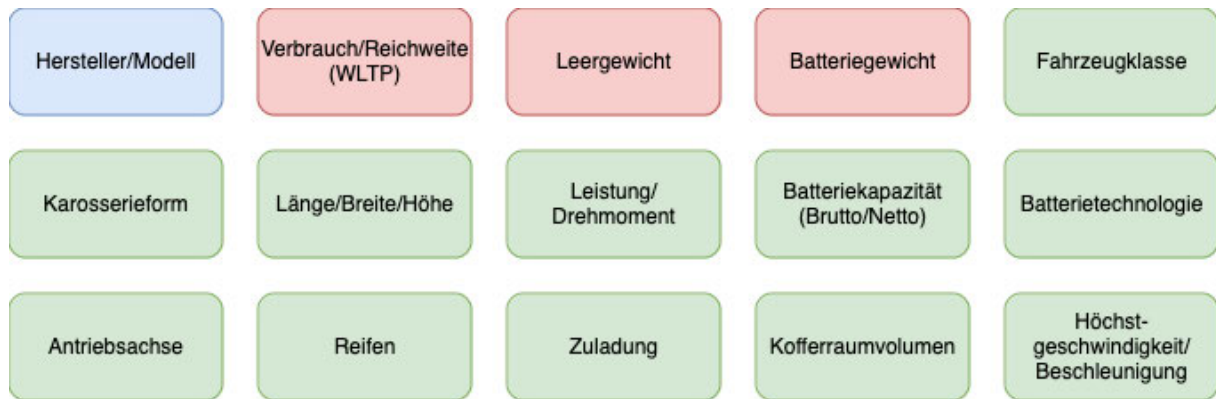 Hersteller/Modell
Verbrauch/Reichweite
(WLTP)
Leergewicht
Batteriegewicht
Fahrzeugklasse
Karosserieform
Länge/Breite/Höhe
Leistung/
Drehmoment
Batteriekapazität
(Brutto/Netto)
Batterietechnologie
Antriebsachse
Reifen
Zuladung
Kofferraumvolumen
Höchst-
geschwindigkeit/
Beschleunigung